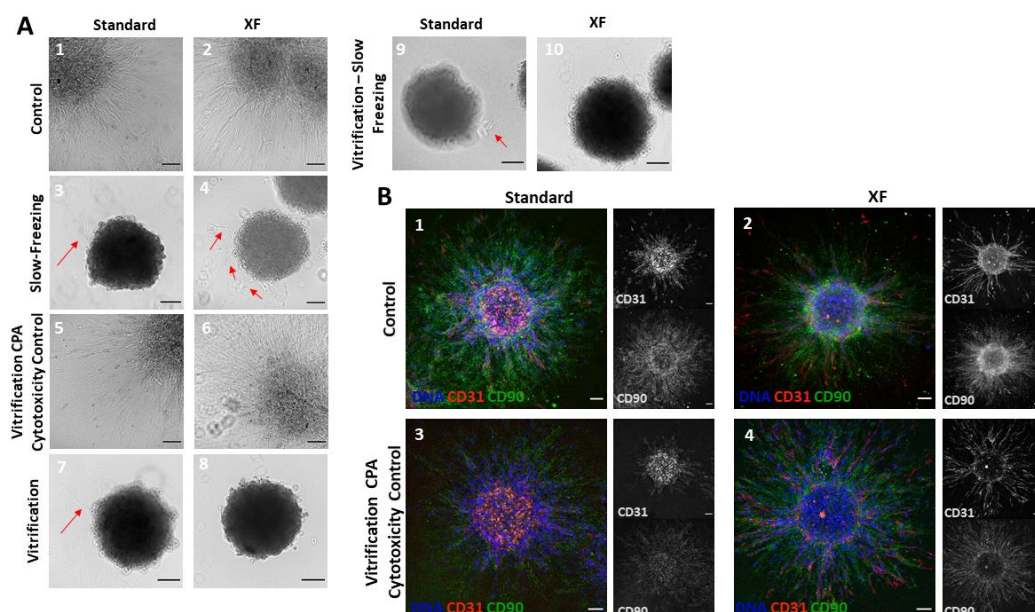 A
Standard
XF
Control
1
2
Slow-Freezing
3
4
Vitrification CPA
Cytotoxicity Control
5
6
Vitrification
7
8
Vitrification – Slow
Freezing
9
10
B
Standard
XF
Control
1
DNA CD31 CD90
CD31
CD90
2
DNA CD31 CD90
CD31
CD90
Vitrification CPA
Cytotoxicity Control
3
DNA CD31 CD90
CD31
CD90
4
DNA CD31 CD90
CD31
CD90